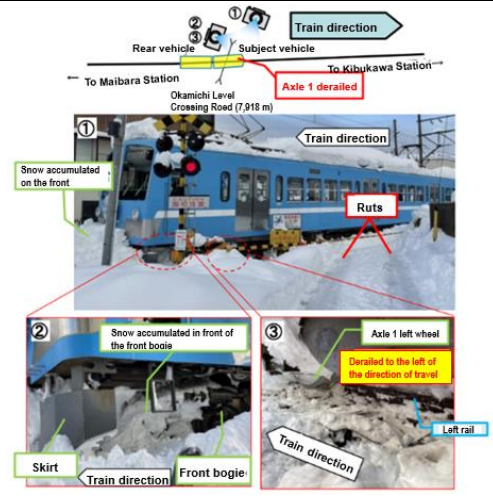 ①
Train direction
②
③
Rear vehicle
Subject vehicle
To Maibara Station
To Kibukawa Station
Axle 1 derailed
Okamichi Level
Crossing Road (7,918 m)
①
Train direction
Snow accumulated
on the front
Ruts
②
Snow accumulated in front of
the front bogie
Skirt
Train direction
Front bogie
③
Axle 1 left wheel
Derailed to the left of
the direction of travel
Left rail
Train direction